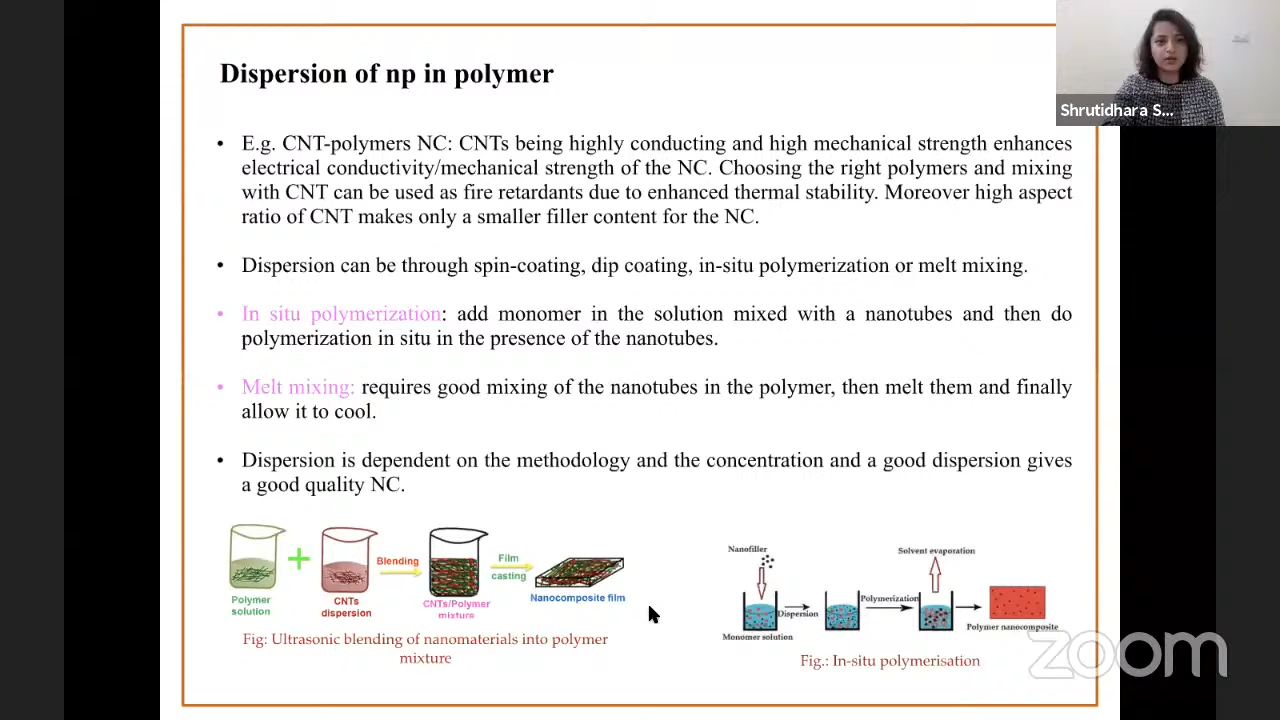 Dispersion of np in polymer
Shrutidhara S...
• E.g. CNT-polymers NC: CNTs being highly conducting and high mechanical strength enhances
electrical conductivity/mechanical strength of the NC. Choosing the right polymers and mixing
with CNT can be used as fire retardants due to enhanced thermal stability. Moreover high aspect
ratio of CNT makes only a smaller filler content for the NC.
• Dispersion can be through spin-coating, dip coating, in-situ polymerization or melt mixing.
• In situ polymerization: add monomer in the solution mixed with a nanotubes and then do
polymerization in situ in the presence of the nanotubes.
• Melt mixing: requires good mixing of the nanotubes in the polymer, then melt them and finally
allow it to cool.
• Dispersion is dependent on the methodology and the concentration and a good dispersion gives
a good quality NC.
Polymer
solution
+
CNTs
dispersion
Blending
CNTs/Polymer
mixture
Film
casting
Nanocomposite film
Fig: Ultrasonic blending of nanomaterials into polymer
mixture
Nanofiller
Monomer solution
Dispersion
Polymerization
Solvent evaporation
Polymer nanocomposite
Fig.: In-situ polymerisation
zoom